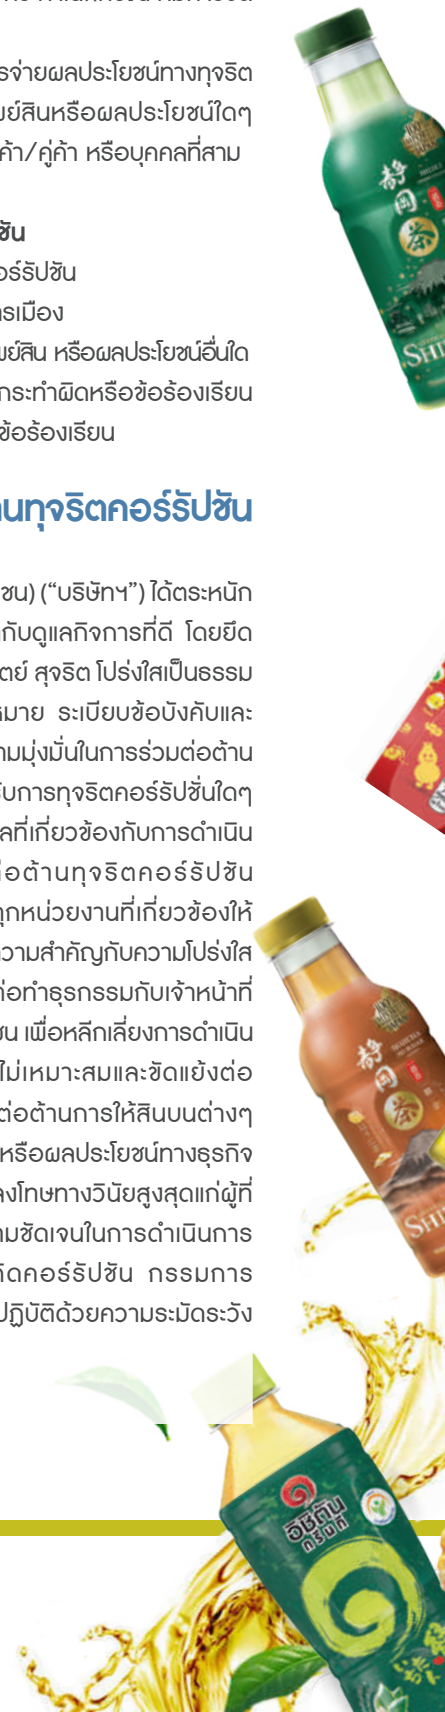 รจ่ายผลประโยชน์ทางทุจริต
ย์สินหรือผลประโยชน์ใดๆ
ค้า/คู่ค้า หรือบุคคลที่สาม
ชัน
อร์รัปชัน
ารเมือง
พย์สิน หรือผลประโยชน์อื่นใด
กระทำผิดหรือข้อร้องเรียน
ข้อร้องเรียน
านทุจริตคอร์รัปชัน
ชน) (“บริษัทฯ”) ได้ตระหนัก
กับดูแลกิจการที่ดี โดยยึด
ตย์ สุจริต โปร่งใสเป็นธรรม
หมาย ระเบียบข้อบังคับและ
ามมุ่งมั่นในการร่วมต่อต้าน
รับการทุจริตคอร์รัปชั่นใดๆ
ลที่เกี่ยวข้องกับการดำเนิน
่อต้านทุจริตคอร์รัปชัน
ทุกหน่วยงานที่เกี่ยวข้องให้
ความสำคัญกับความโปร่งใส
่อทำธุรกรรมกับเจ้าหน้าที่
ชน เพื่อหลีกเลี่ยงการดำเนิน
ไม่เหมาะสมและขัดแย้งต่อ
ต่อต้านการให้สินบนต่างๆ
หรือผลประโยชน์ทางธุรกิจ
ลงโทษทางวินัยสูงสุดแก่ผู้ที่
ามชัดเจนในการดำเนินการ
กิดคอร์รัปชัน กรรมการ
ปฏิบัติด้วยความระมัดระวัง
静岡
茶
SHI
静岡
茶
SHI
อิชิตัน
กรีนที